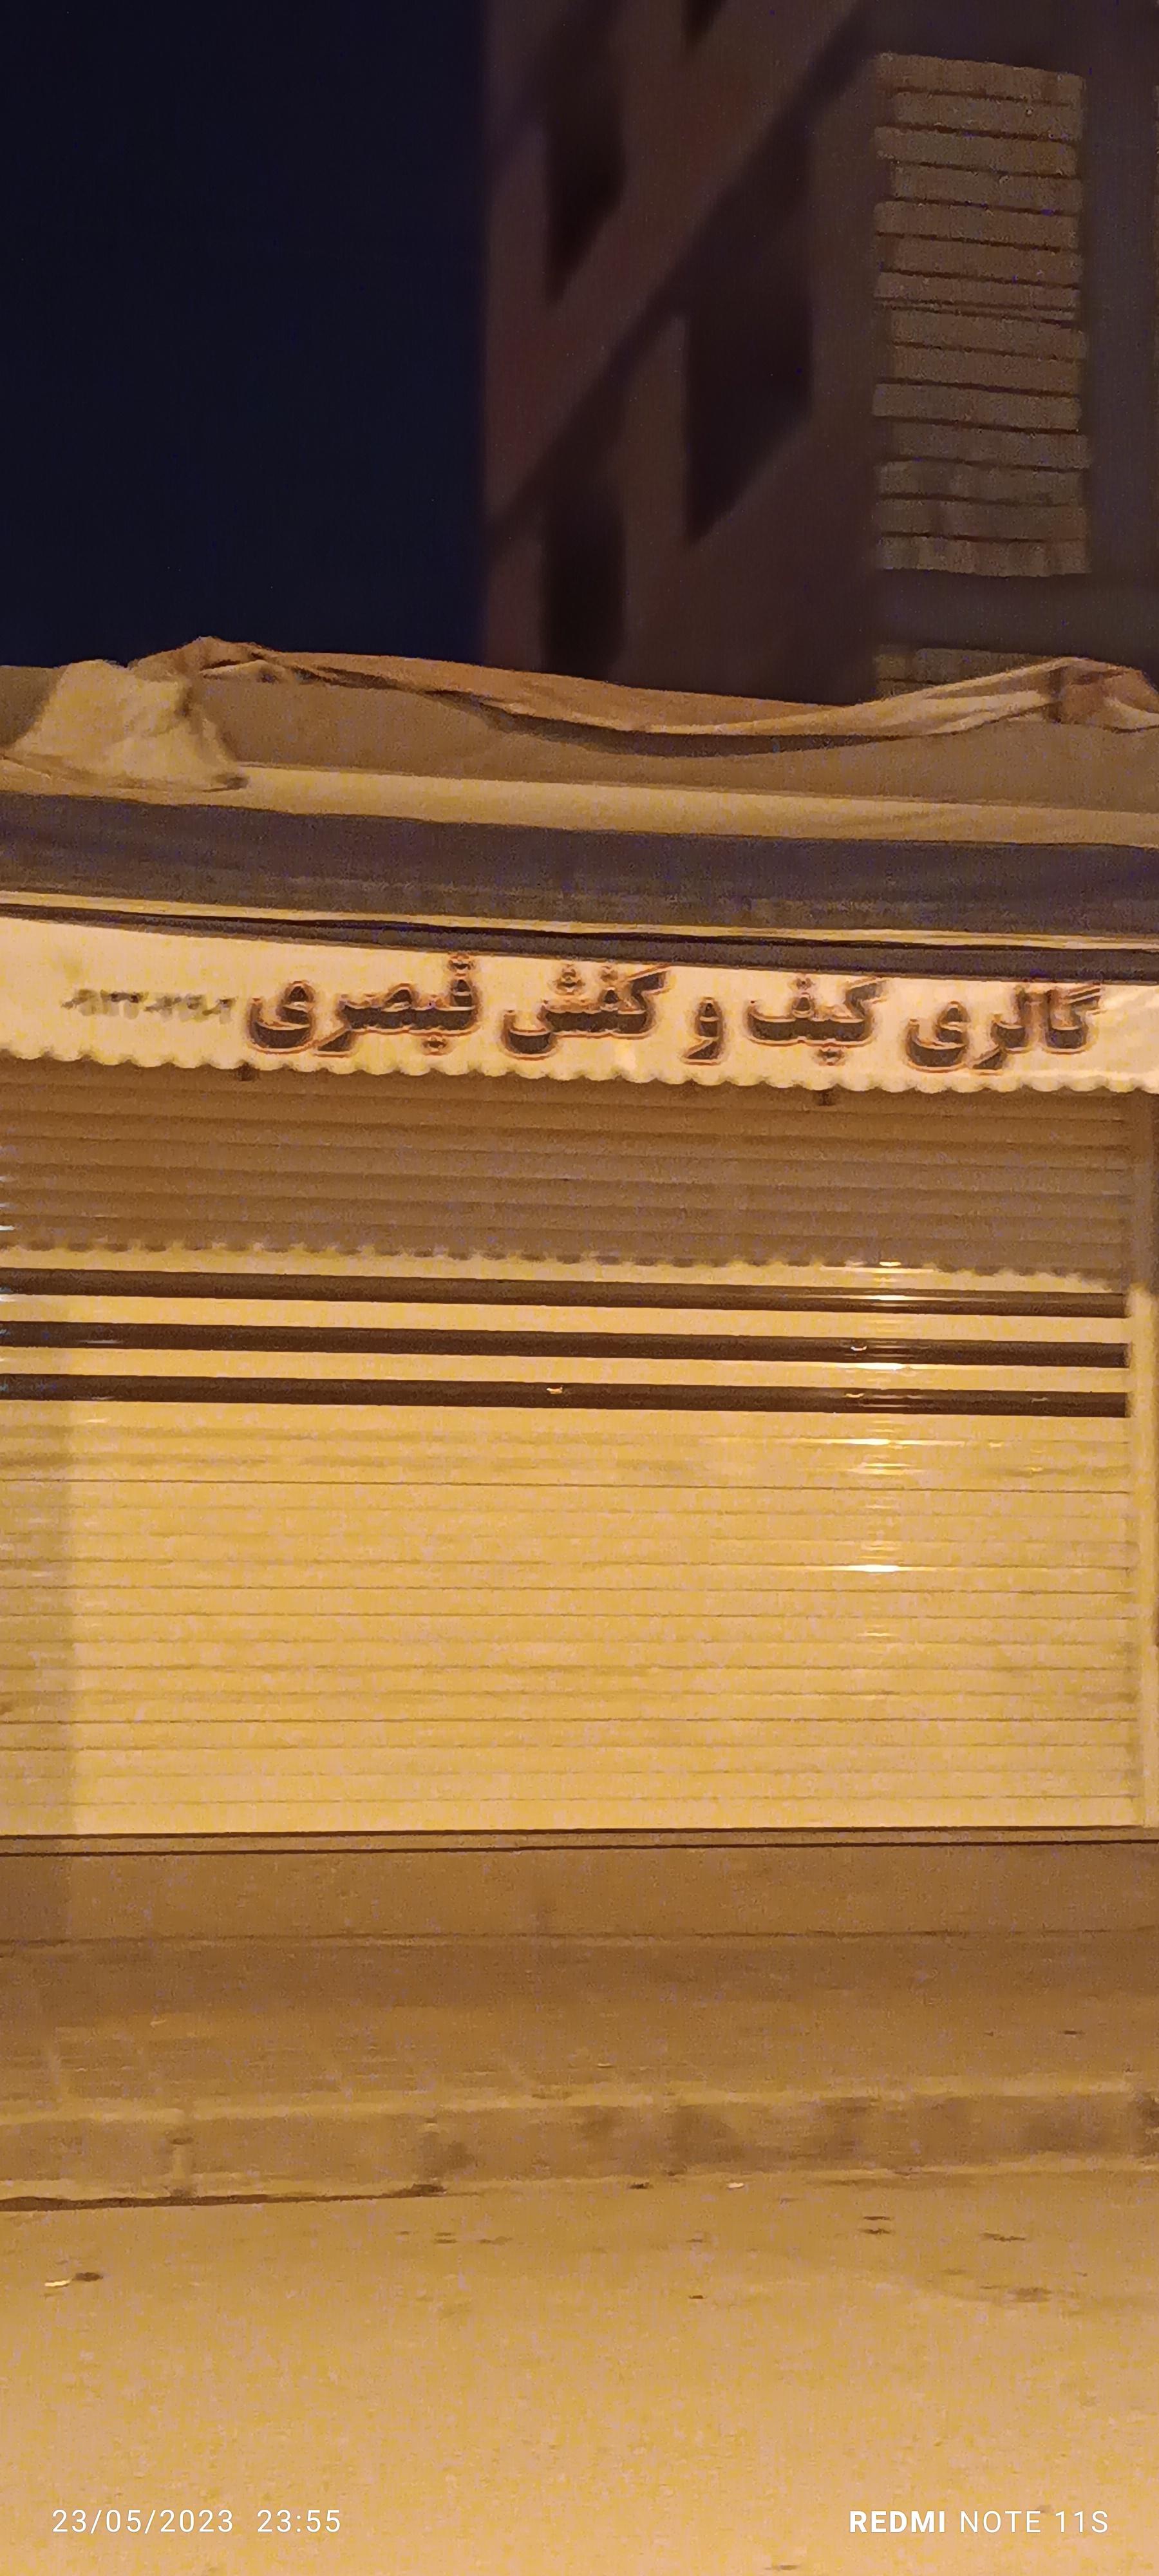 گالری کیف و کفش قیصری
23/05/2023 23:55
REDMI NOTE 11S